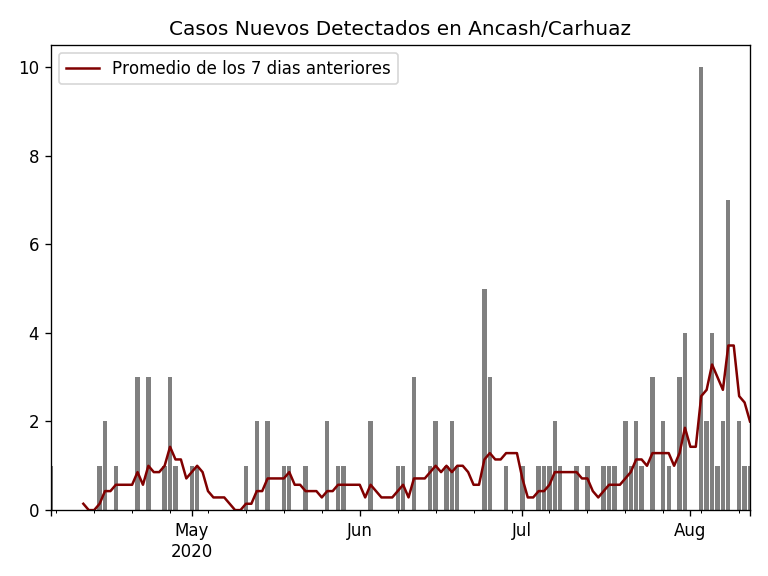 Casos Nuevos Detectados en Ancash/Carhuaz
Promedio de los 7 dias anteriores
10
8
6
4
2
0
May
2020
Jun
Jul
Aug